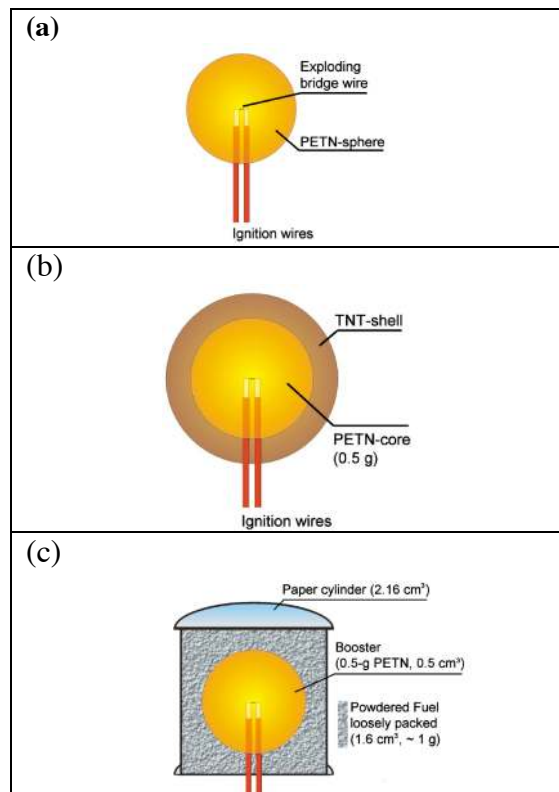 (a)
Exploding
bridge wire
PETN-sphere
Ignition wires
(b)
TNT-shell
PETN-core
(0.5 g)
Ignition wires
(c)
Paper cylinder (2.16 cm³)
Booster
(0.5-g PETN, 0.5 cm³)
Powdered Fuel
loosely packed
(1.6 cm³, ~ 1 g)